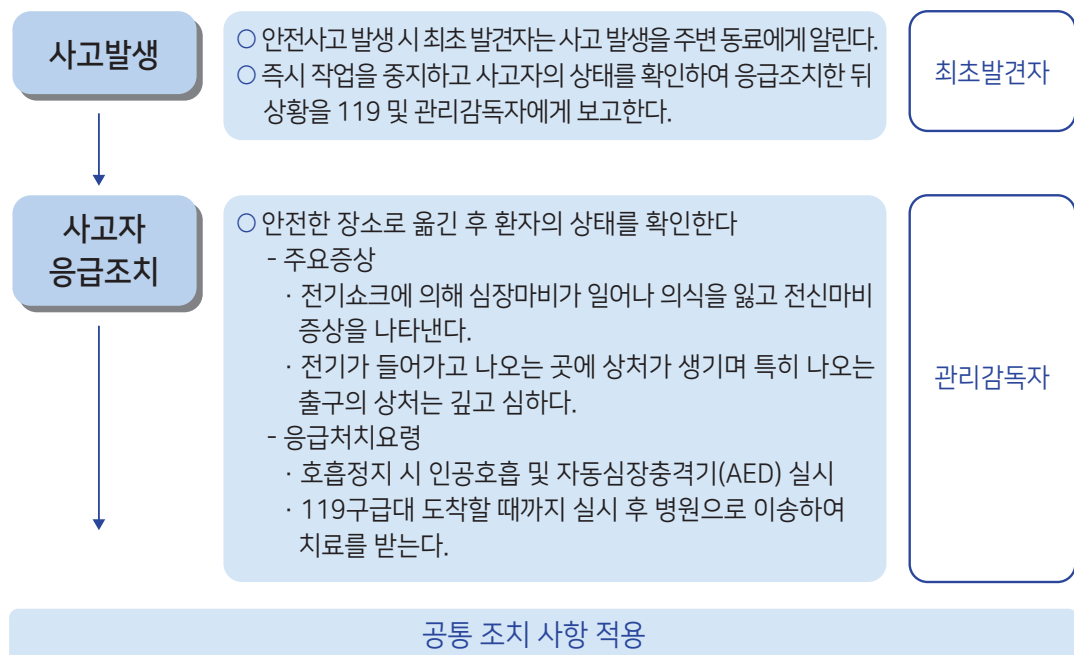 사고발생
○ 안전사고 발생 시 최초 발견자는 사고 발생을 주변 동료에게 알린다.
○ 즉시 작업을 중지하고 사고자의 상태를 확인하여 응급조치한 뒤
상황을 119 및 관리감독자에게 보고한다.
최초발견자
사고자
응급조치
○ 안전한 장소로 옮긴 후 환자의 상태를 확인한다
- 주요증상
· 전기쇼크에 의해 심장마비가 일어나 의식을 잃고 전신마비
증상을 나타낸다.
· 전기가 들어가고 나오는 곳에 상처가 생기며 특히 나오는
출구의 상처는 깊고 심하다.
- 응급처치요령
· 호흡정지 시 인공호흡 및 자동심장충격기(AED) 실시
· 119구급대 도착할 때까지 실시 후 병원으로 이송하여
치료를 받는다.
관리감독자
공통 조치 사항 적용